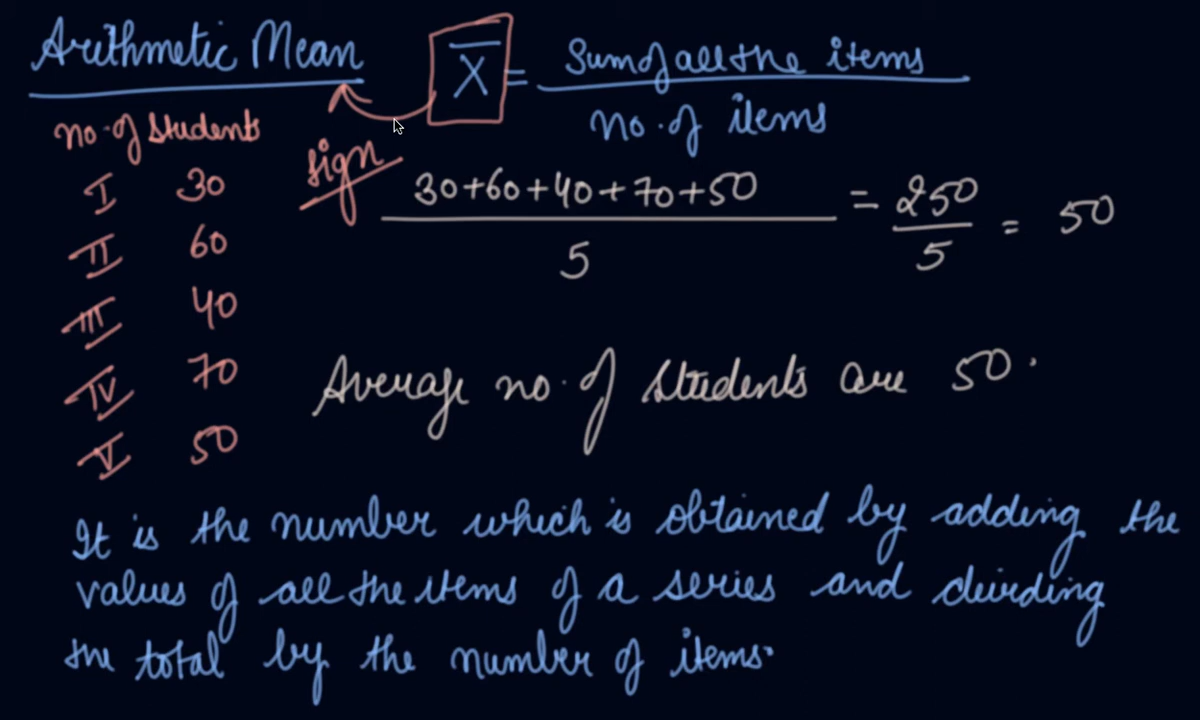 Arithmetic Mean
X̄ = Sum of all the items / no. of items
no. of students
sign
I 30
II 60
III 40
IV 70
V 50
30+60+40+70+50 / 5 = 250 / 5 = 50
Average no. of students are 50.
It is the number which is obtained by adding the
values of all the items of a series and dividing
the total by the number of items.